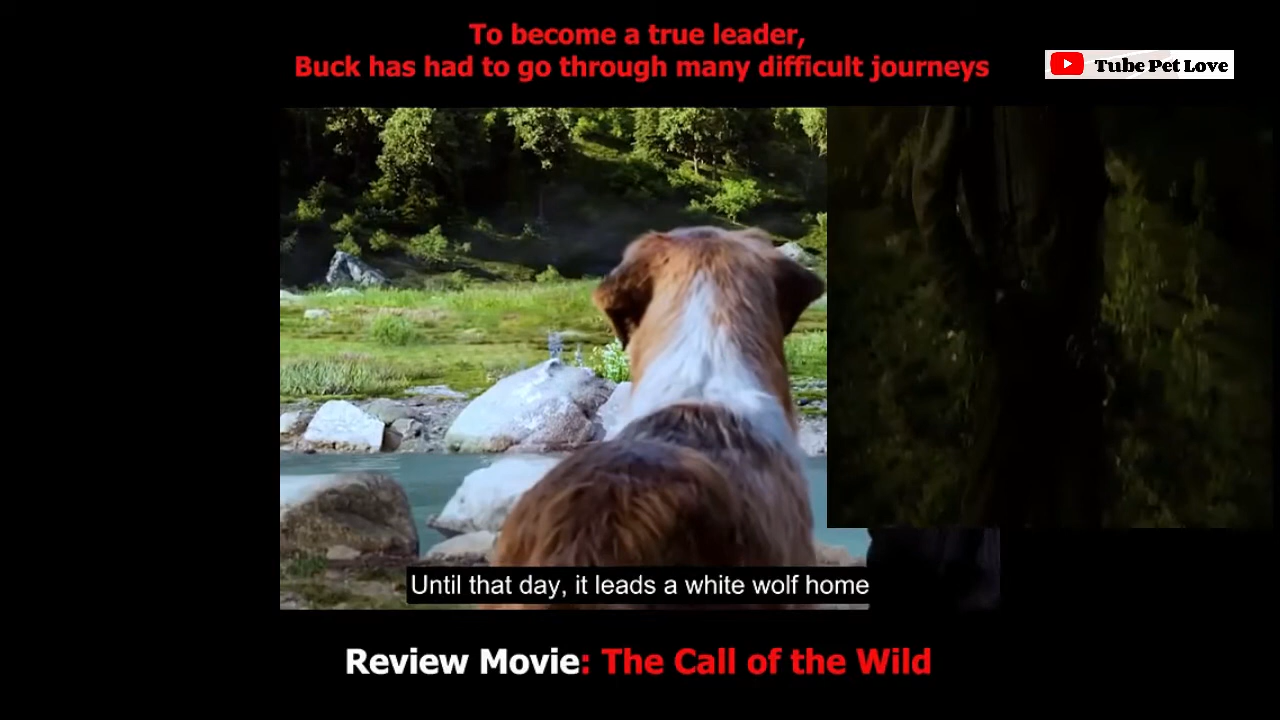 To become a true leader,
Buck has had to go through many difficult journeys
Tube Pet Love
Until that day, it leads a white wolf home
Review Movie: The Call of the Wild